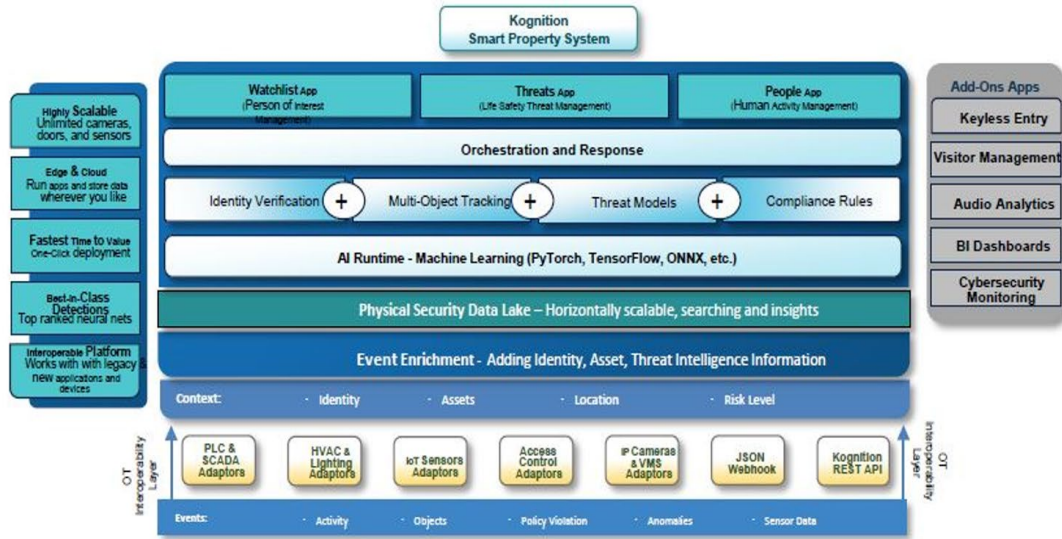 Kognition
Smart Property System
Highly Scalable
Unlimited cameras,
doors, and sensors
Edge & Cloud
Run apps and store data
wherever you like
Fastest Time to Value
One-Click deployment
Best-in-Class
Detections
Top ranked neural nets
Interoperable Platform
Works with with legacy &
new applications and
devices
Watchlist App
(Person of Interest
Management)
Threats App
(Life Safety Threat Management)
People App
(Human Activity Management)
Orchestration and Response
Identity Verification + Multi-Object Tracking + Threat Models + Compliance Rules
AI Runtime - Machine Learning (PyTorch, TensorFlow, ONNX, etc.)
Physical Security Data Lake – Horizontally scalable, searching and insights
Event Enrichment - Adding Identity, Asset, Threat Intelligence Information
Context: · Identity · Assets · Location · Risk Level
OT
Interoperability
Layer
PLC &
SCADA
Adaptors
HVAC &
Lighting
Adaptors
IoT Sensors
Adaptors
Access
Control
Adaptors
IP Cameras
& VMS
Adaptors
JSON
Webhook
Kognition
REST API
OT
Interoperability
Layer
Events: · Activity · Objects · Policy Violation · Anomalies · Sensor Data
Add-Ons Apps
Keyless Entry
Visitor Management
Audio Analytics
BI Dashboards
Cybersecurity
Monitoring